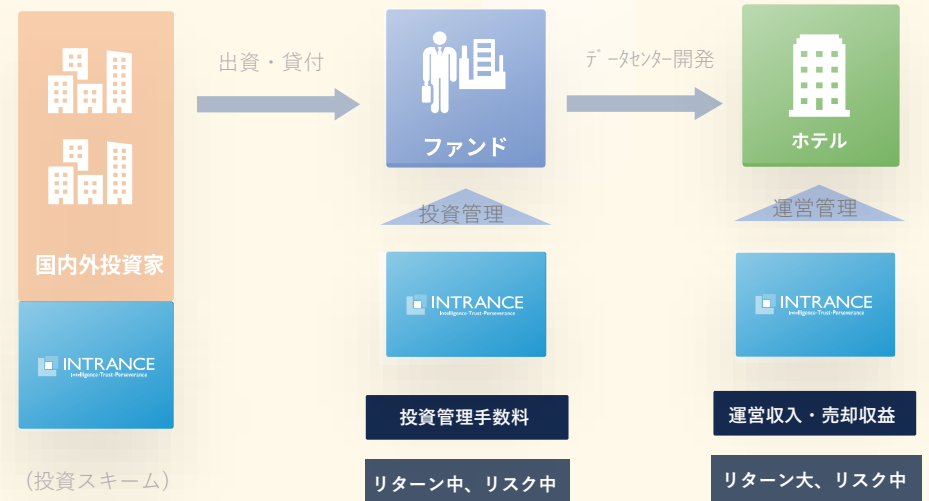 出資・貸付
データセンター開発
ファンド
ホテル
国内外投資家
投資管理
運営管理
INTRANCE
Intelligence・Trust・Perseverance
INTRANCE
Intelligence・Trust・Perseverance
INTRANCE
Intelligence・Trust・Perseverance
投資管理手数料
運営収入・売却収益
(投資スキーム)
リターン中、リスク中
リターン大、リスク中